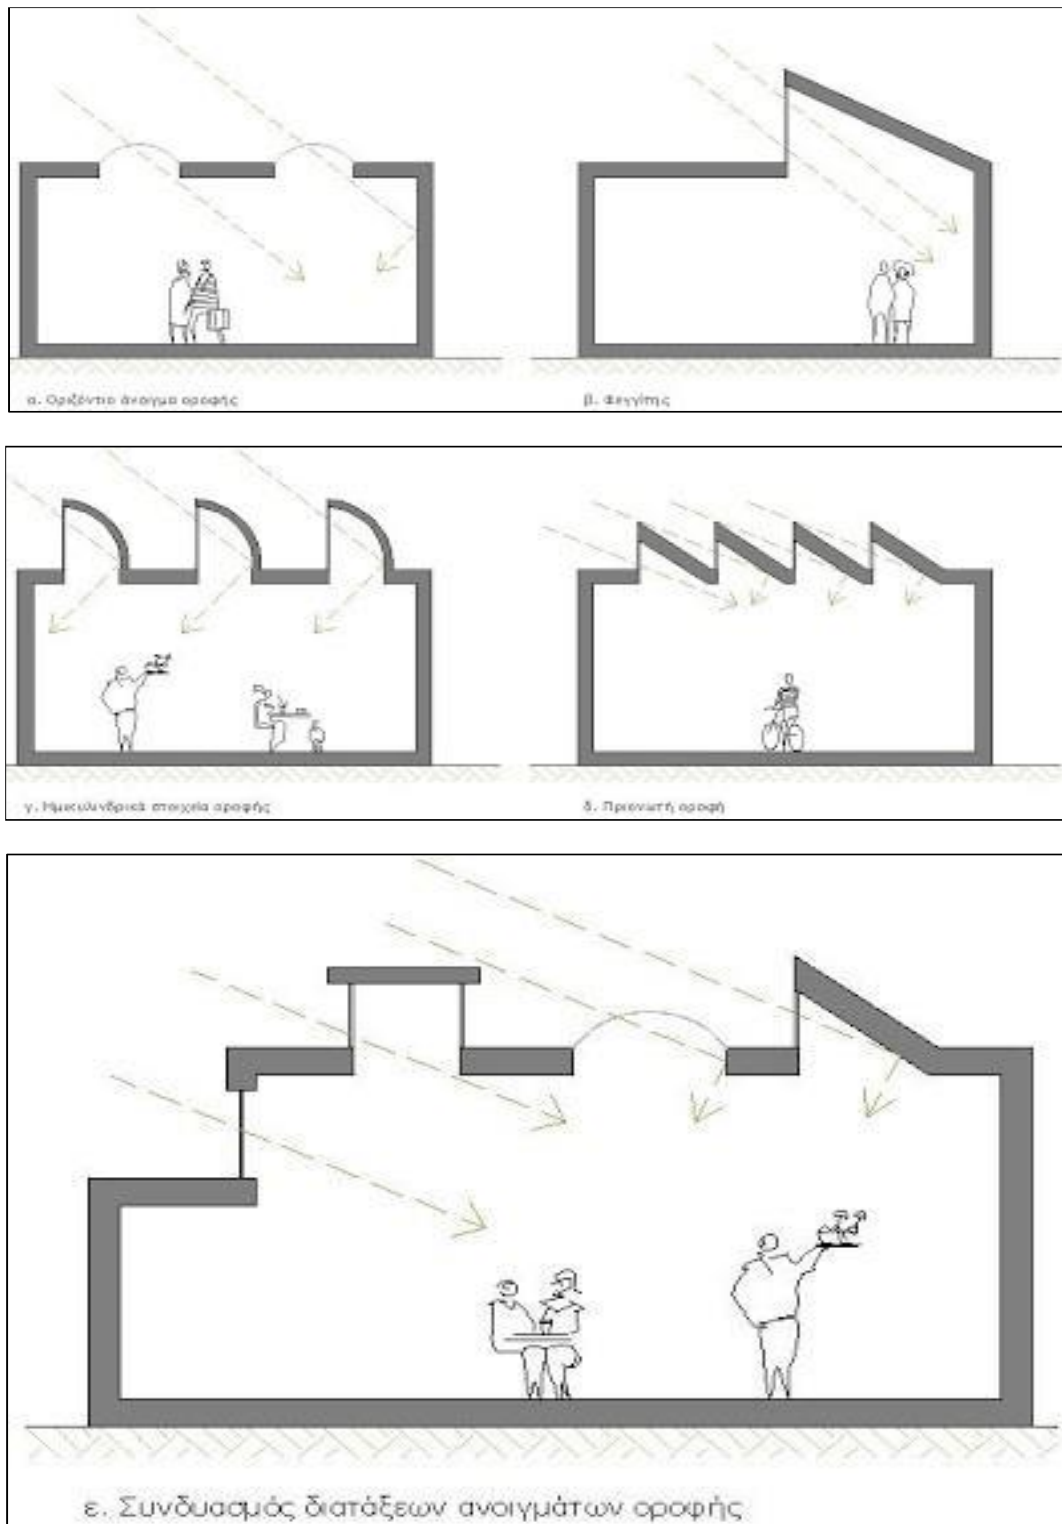 α. Οριζόντιο άνοιγμα οροφής
β. Φεγγίτης
γ. Ημικυλινδρικά στοιχεία οροφής
δ. Πριονωτή οροφή
ε. Συνδυασμός διατάξεων ανοιγμάτων οροφής